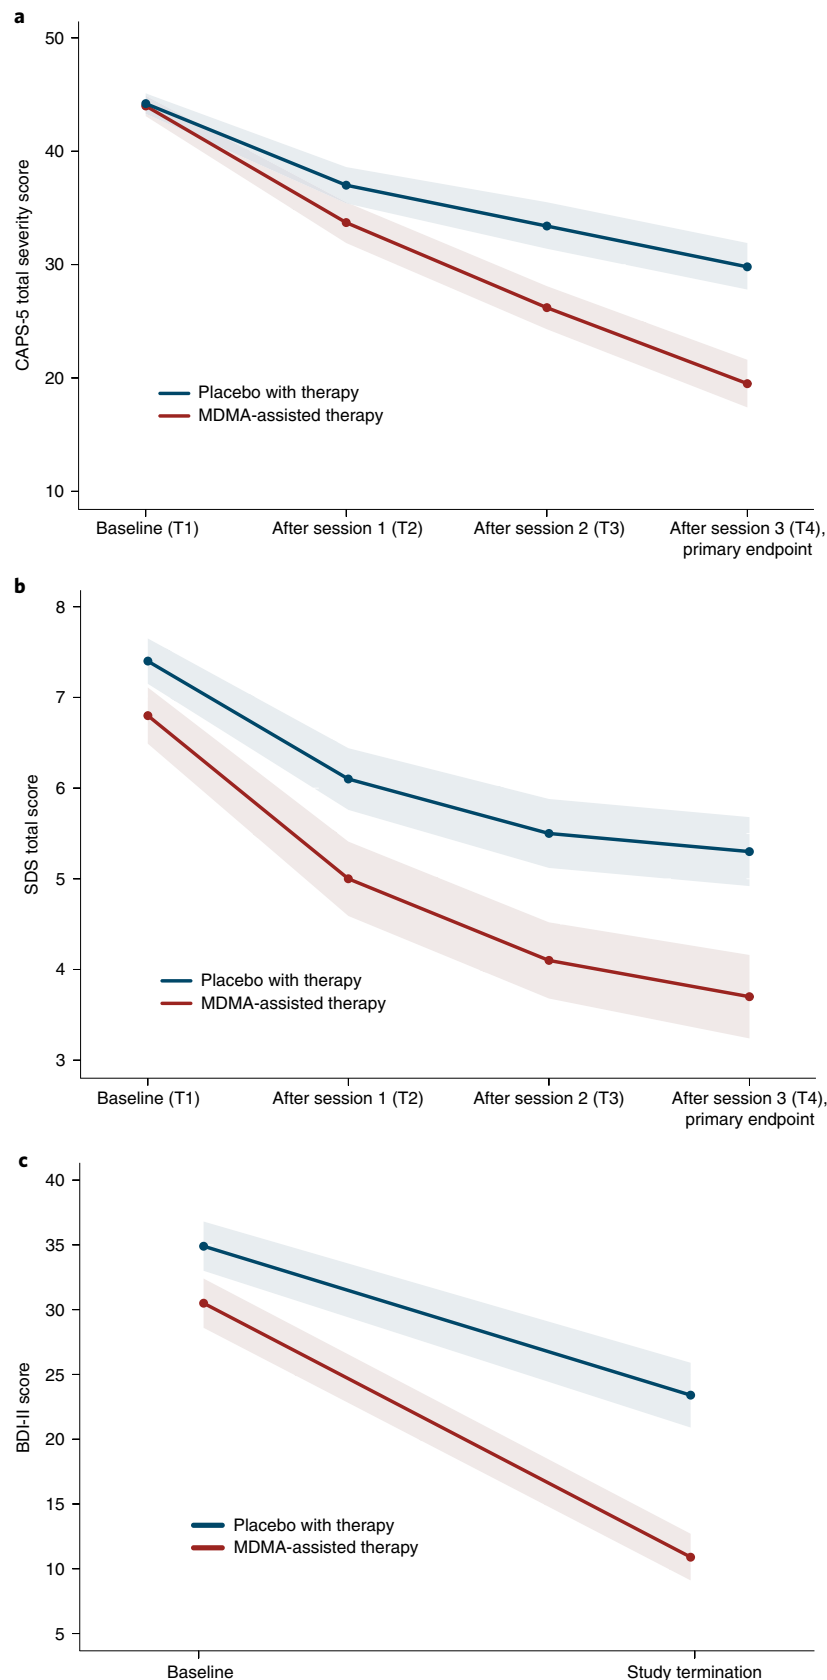 a
50
40
30
20
10
CAPS-5 total severity score
Placebo with therapy
MDMA-assisted therapy
Baseline (T1)
After session 1 (T2)
After session 2 (T3)
After session 3 (T4),
primary endpoint
b
8
7
6
5
4
3
SDS total score
Placebo with therapy
MDMA-assisted therapy
Baseline (T1)
After session 1 (T2)
After session 2 (T3)
After session 3 (T4),
primary endpoint
c
40
35
30
25
20
15
10
5
BDI-II score
Placebo with therapy
MDMA-assisted therapy
Baseline
Study termination